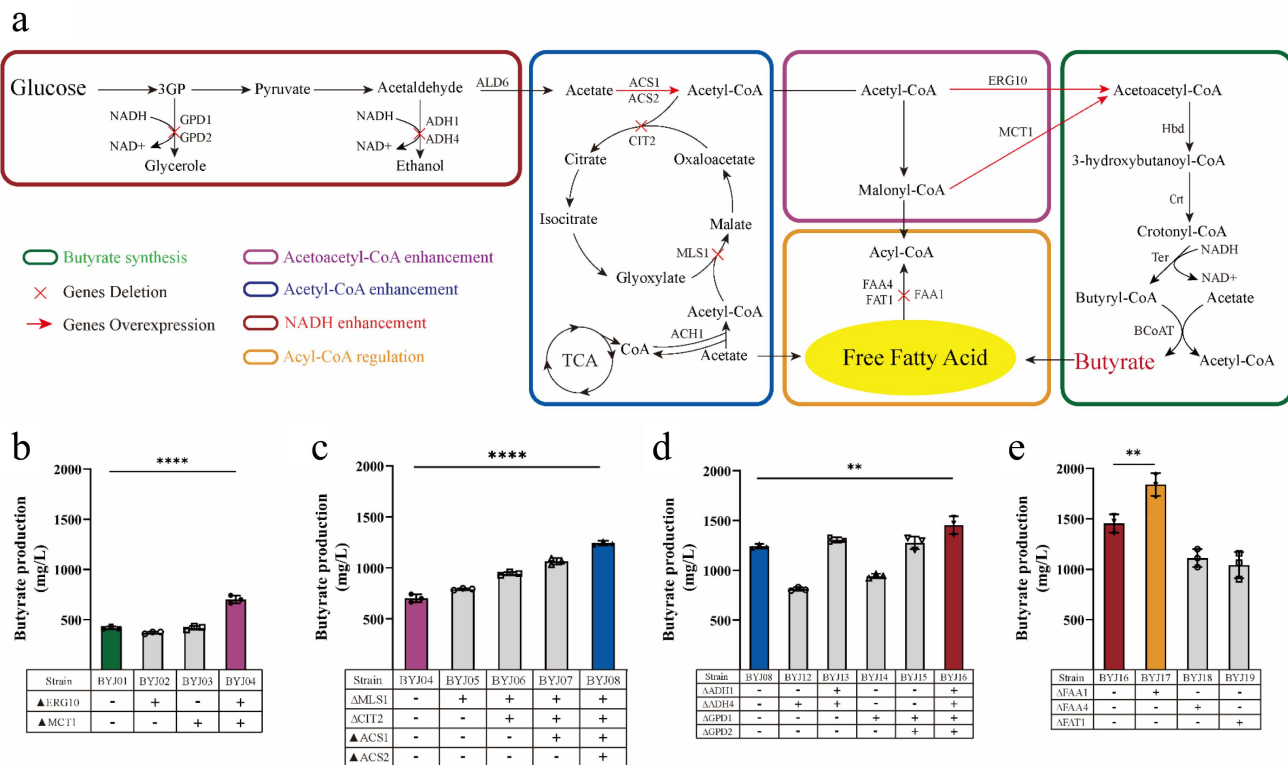 a
Glucose
3GP
Pyruvate
Acetaldehyde
ALD6
NADH
GPD1
GPD2
NAD+
Glycerole
NADH
ADH1
ADH4
NAD+
Ethanol
Acetate
ACS1
ACS2
Acetyl-CoA
CIT2
Citrate
Oxaloacetate
Isocitrate
Malate
MLS1
Glyoxylate
Acetyl-CoA
ACH1
TCA
CoA
Acetate
Acetyl-CoA
ERG10
MCT1
Malonyl-CoA
Acyl-CoA
FAA4
FAT1
FAA1
Free Fatty Acid
Acetoacetyl-CoA
Hbd
3-hydroxybutanoyl-CoA
Crt
Crotonyl-CoA
Ter
NADH
NAD+
Butyryl-CoA
Acetate
BCoAT
Butyrate
Acetyl-CoA
Butyrate synthesis
Genes Deletion
Genes Overexpression
Acetoacetyl-CoA enhancement
Acetyl-CoA enhancement
NADH enhancement
Acyl-CoA regulation
b
Butyrate production
(mg/L)
2000
1500
1000
500
****
Strain BYJ01 BYJ02 BYJ03 BYJ04
▲ERG10 - + - +
▲MCT1 - - + +
c
Butyrate production
(mg/L)
2000
1500
1000
500
****
Strain BYJ04 BYJ05 BYJ06 BYJ07 BYJ08
ΔMLS1 - + + + +
ΔCIT2 - - + + +
▲ACS1 - - - + +
▲ACS2 - - - - +
d
Butyrate production
(mg/L)
2000
1500
1000
500
**
Strain BYJ08 BYJ12 BYJ13 BYJ14 BYJ15 BYJ16
ΔADH1 - - + - - +
ΔADH4 - + + - - +
ΔGPD1 - - - + + +
ΔGPD2 - - - - + +
e
Butyrate production
(mg/L)
2000
1500
1000
500
**
Strain BYJ16 BYJ17 BYJ18 BYJ19
ΔFAA1 - + - -
ΔFAA4 - - + -
ΔFAT1 - - - +